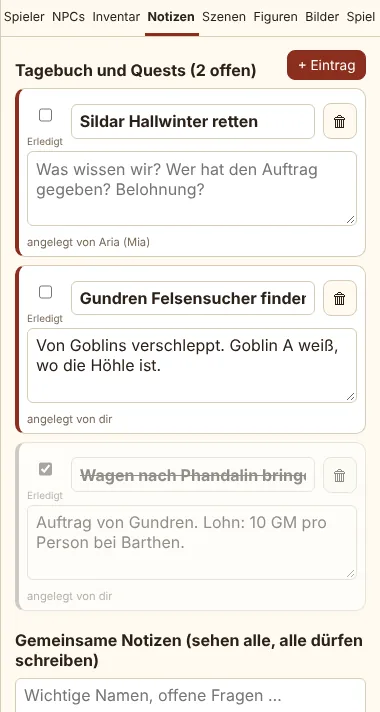 Spieler NPCs Inventar Notizen Szenen Figuren Bilder Spiel
Tagebuch und Quests (2 offen)
+ Eintrag
Sildar Hallwinter retten
Erledigt
Was wissen wir? Wer hat den Auftrag
gegeben? Belohnung?
angelegt von Aria (Mia)
Gundren Felsensucher finden
Erledigt
Von Goblins verschleppt. Goblin A weiß,
wo die Höhle ist.
angelegt von dir
Wagen nach Phandalin bringe
Erledigt
Auftrag von Gundren. Lohn: 10 GM pro
Person bei Barthen.
angelegt von dir
Gemeinsame Notizen (sehen alle, alle dürfen
schreiben)
Wichtige Namen, offene Fragen ...